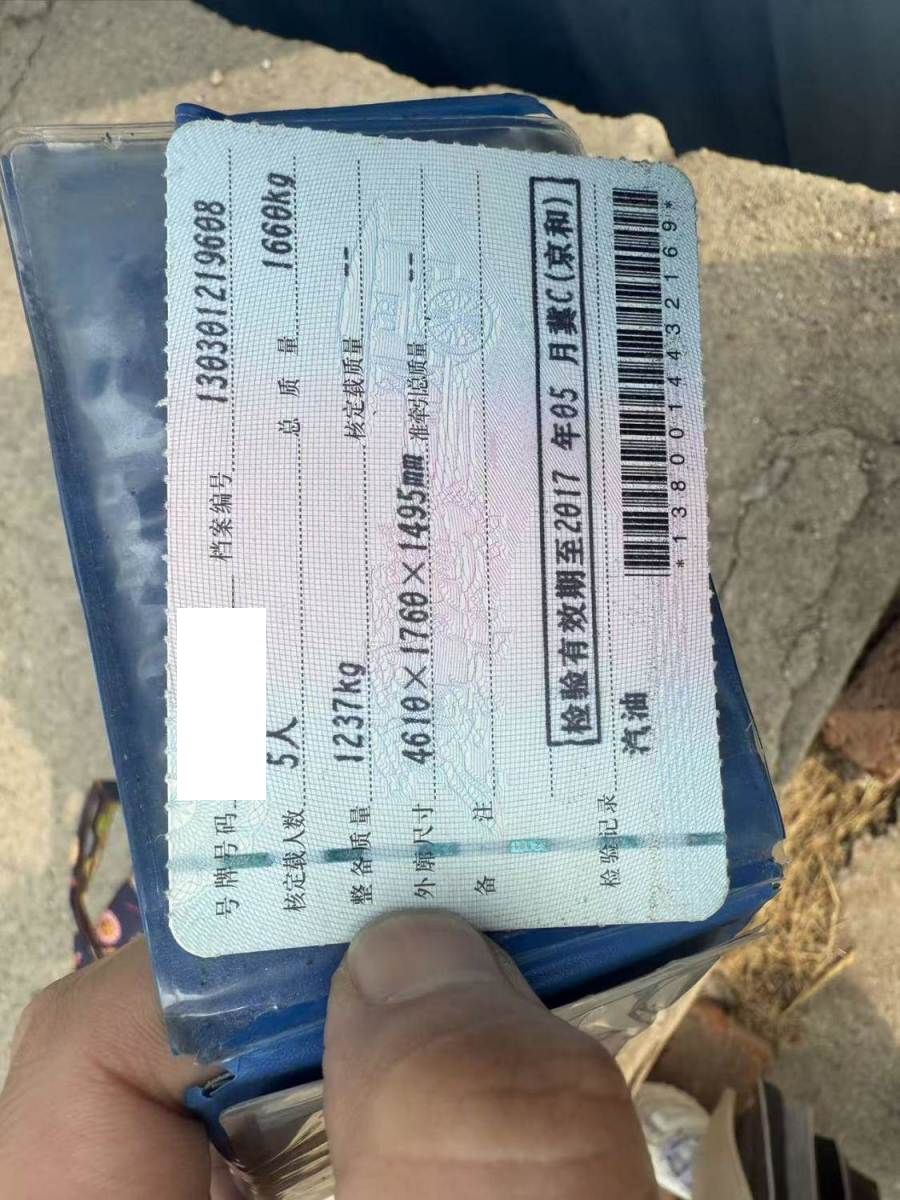 号牌号码 档案编号 130301219608
核定载人数 5人 总质量 1660kg
整备质量 1237kg 核定载质量 --
外廓尺寸 4610×1760×1495mm 准牵引总质量 --
备注
检验有效期至2017 年05 月冀C(京和)
检验记录
汽油
*1380014432169*